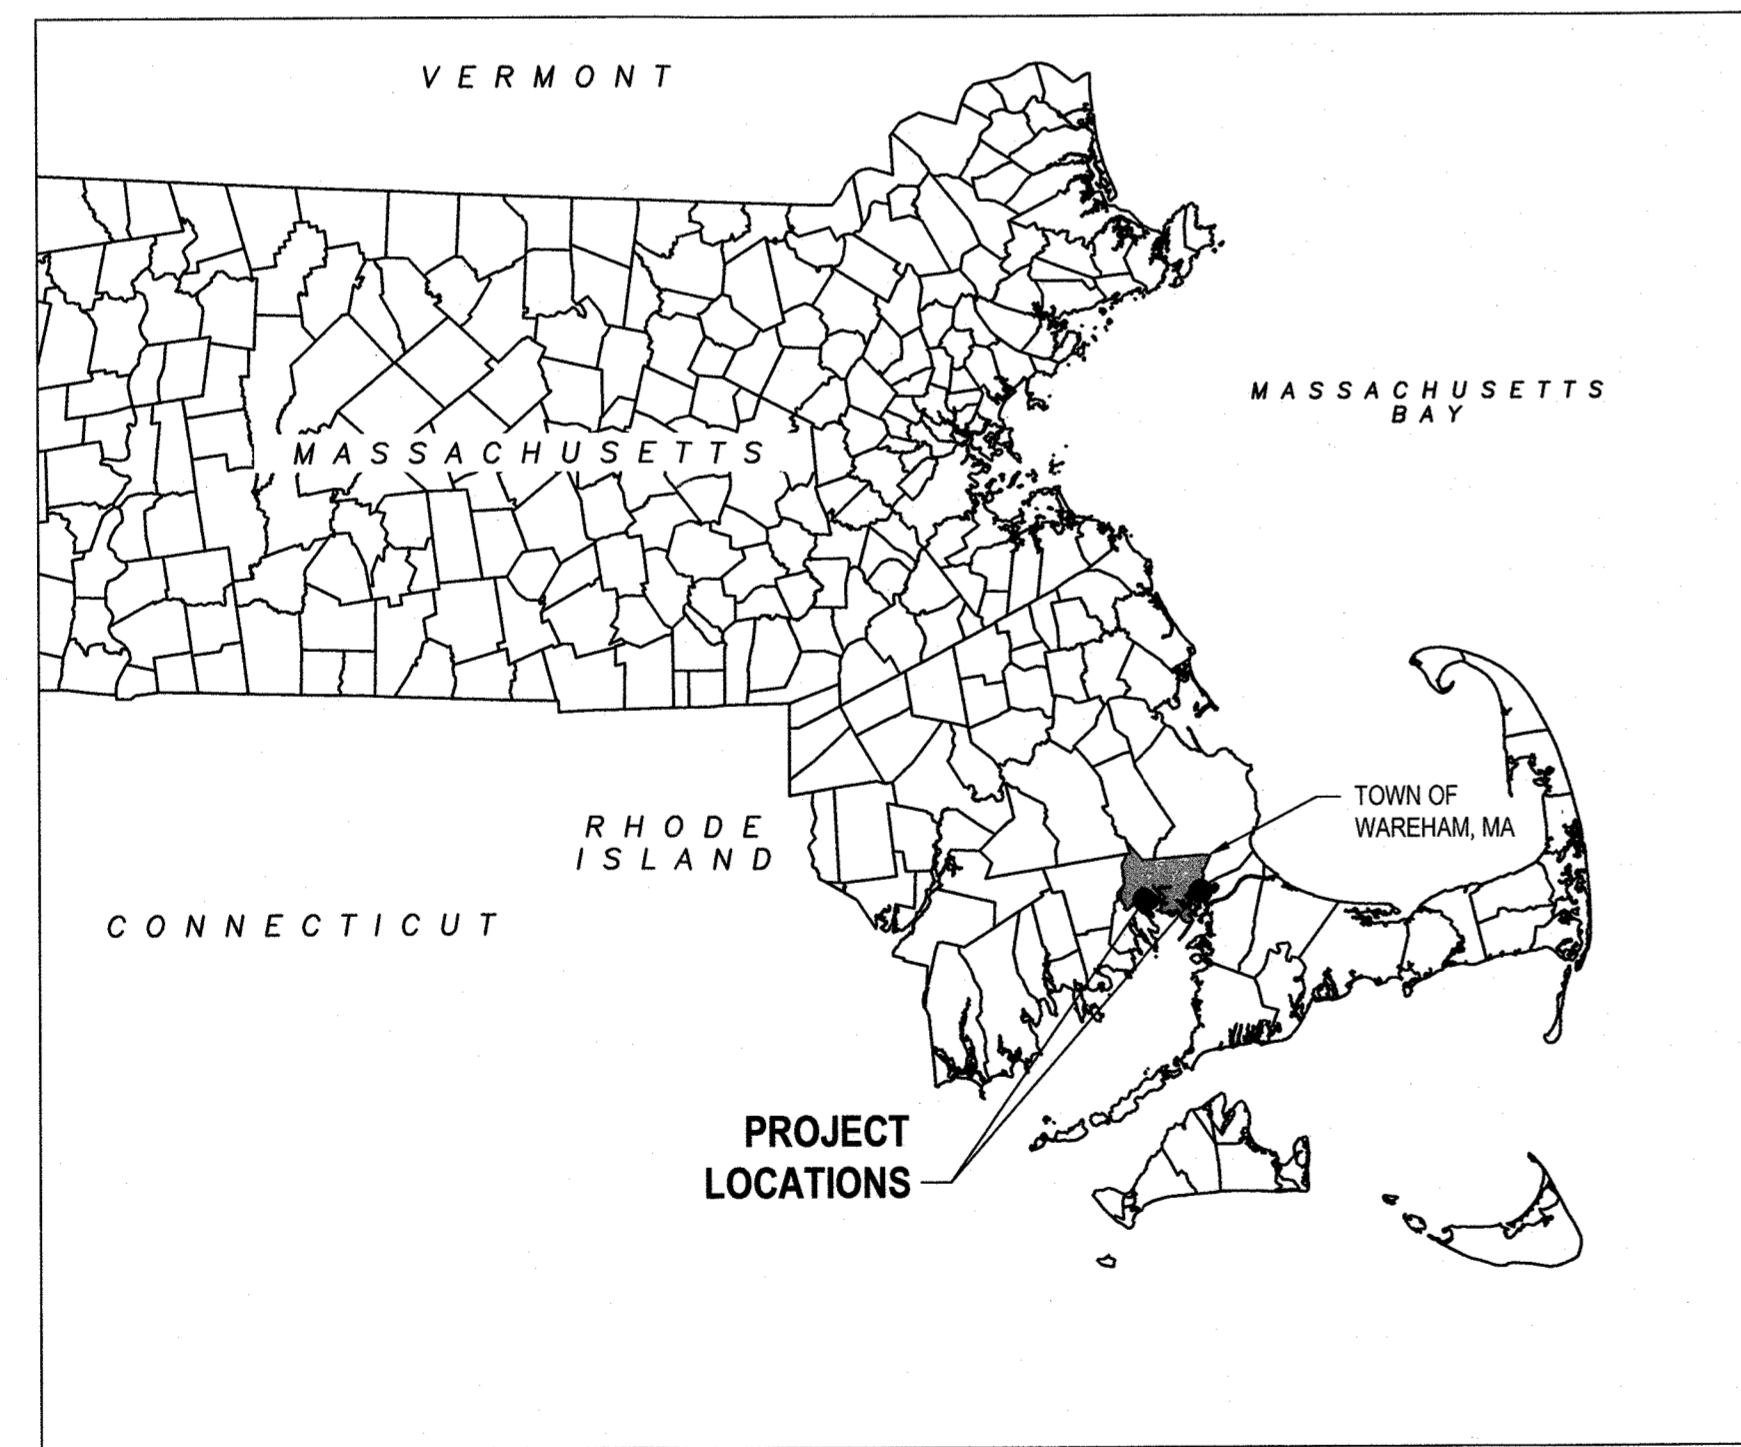 VERMONT
MASSACHUSETTS
BAY
MASSACHUSETTS
TOWN OF
WAREHAM, MA
RHODE
ISLAND
CONNECTICUT
PROJECT
LOCATIONS